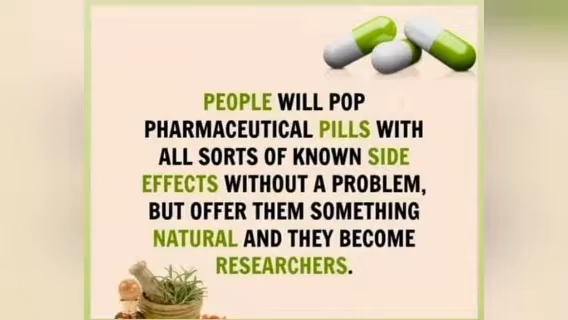 PEOPLE WILL POP
PHARMACEUTICAL PILLS WITH
ALL SORTS OF KNOWN SIDE
EFFECTS WITHOUT A PROBLEM,
BUT OFFER THEM SOMETHING
NATURAL AND THEY BECOME
RESEARCHERS.